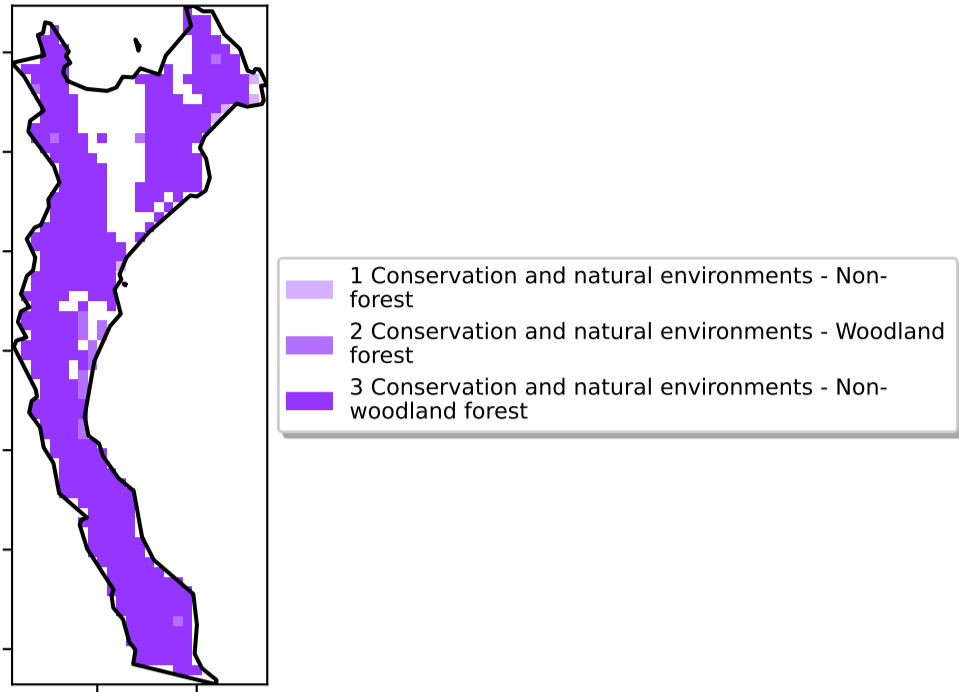 1 Conservation and natural environments - Non-
forest
2 Conservation and natural environments - Woodland
forest
3 Conservation and natural environments - Non-
woodland forest